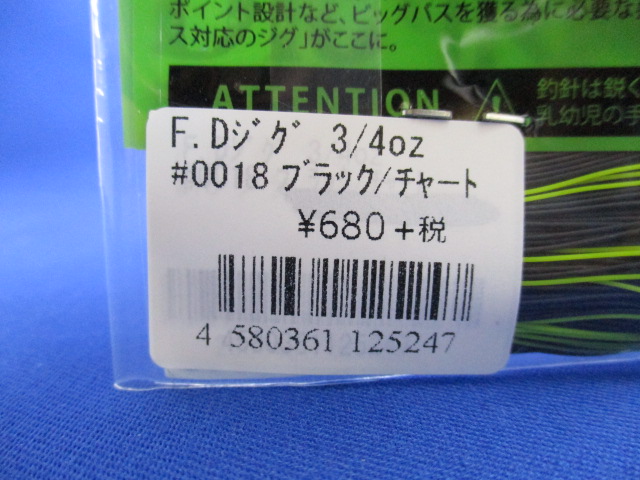 ポイント設計など、ビッグバスを獲る為に必要な
ス対応のジグ」がここに。
ATTENTION
釣針は鋭く
乳幼児の手
F.Dｼﾞｸﾞ 3/4oz
#0018 ブラック/チャート
¥680+税
4 580361 125247